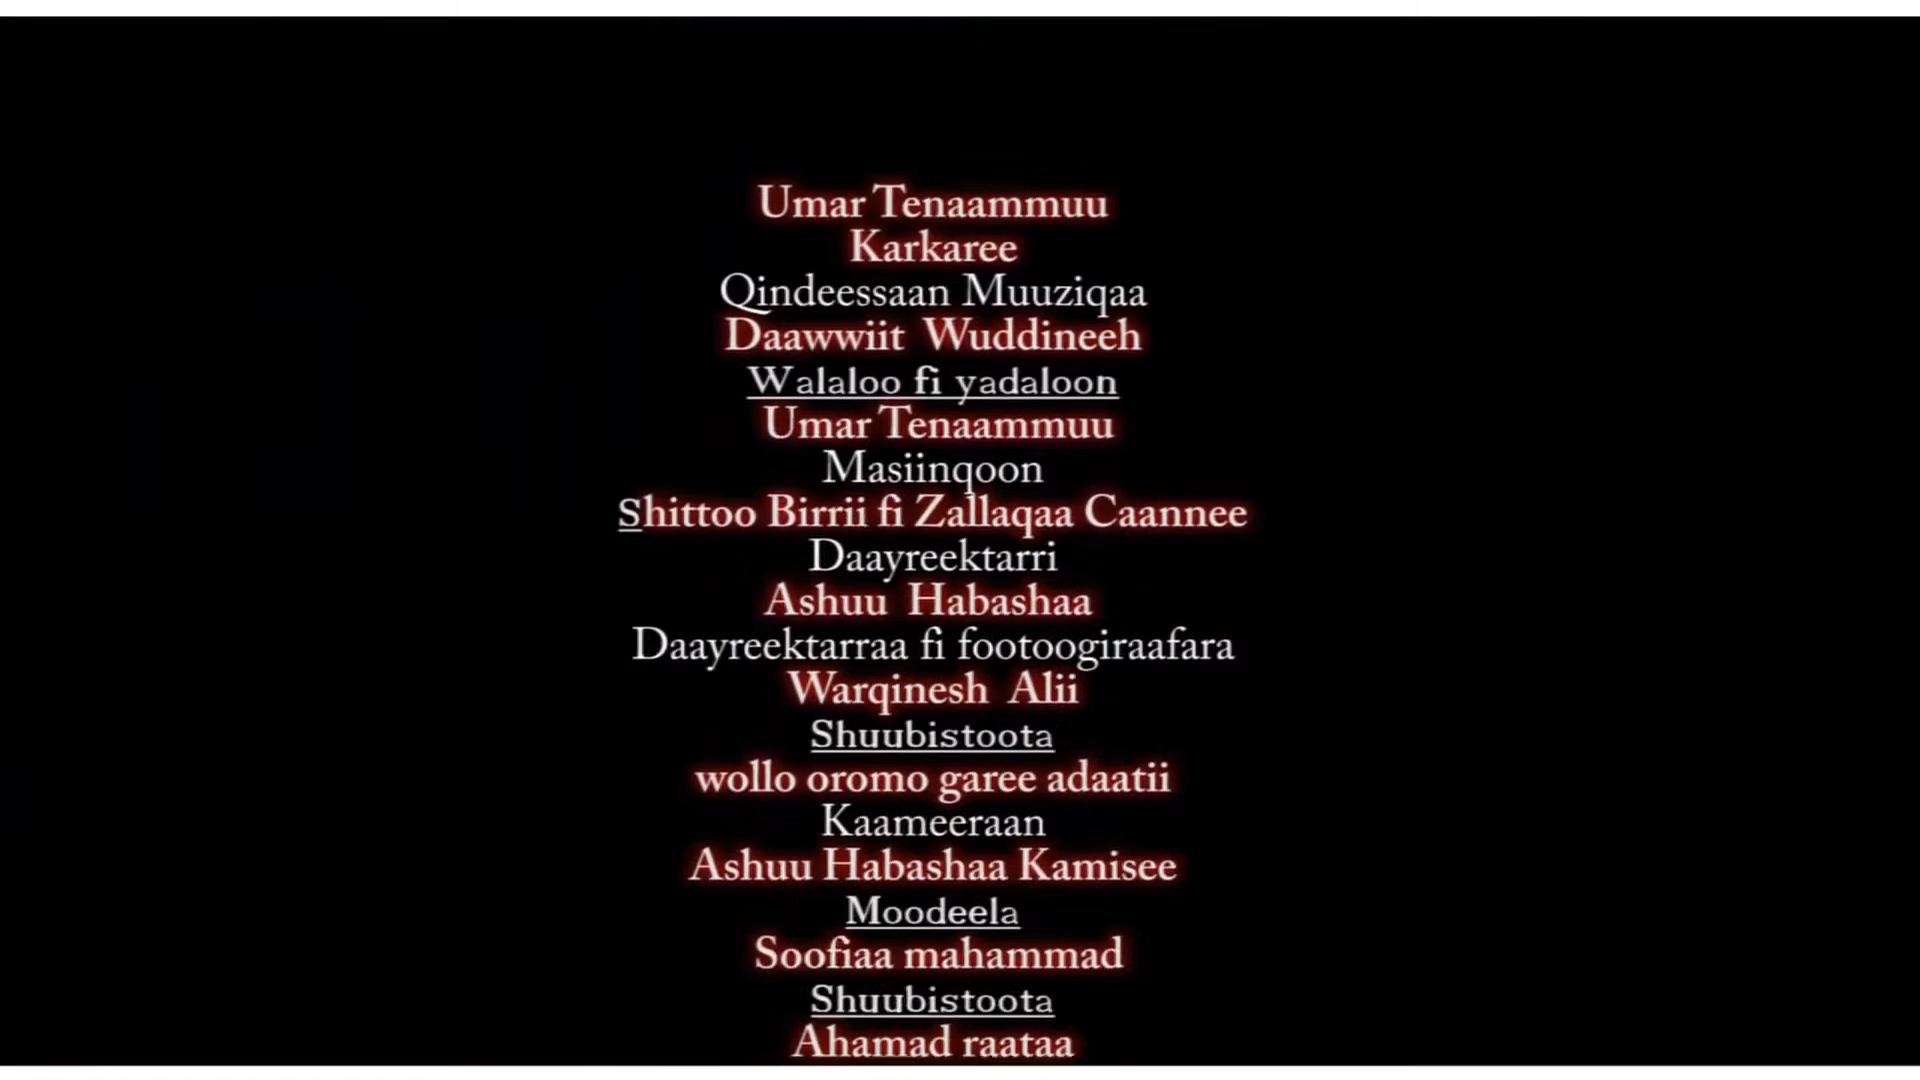 Umar Tenaammuu
Karkaree
Qindeessaan Muuziqaa
Daawwiit Wuddineeh
Walaloo fi yadaloon
Umar Tenaammuu
Masiinqoon
Shittoo Birrii fi Zallaqaa Caannee
Daayreektarri
Ashuu Habashaa
Daayreektarraa fi footoogiraafara
Warqinesh Alii
Shuubistoota
wollo oromo garee adaatii
Kaameeraan
Ashuu Habashaa Kamisee
Moodeela
Soofiaa mahammad
Shuubistoota
Ahamad raataa